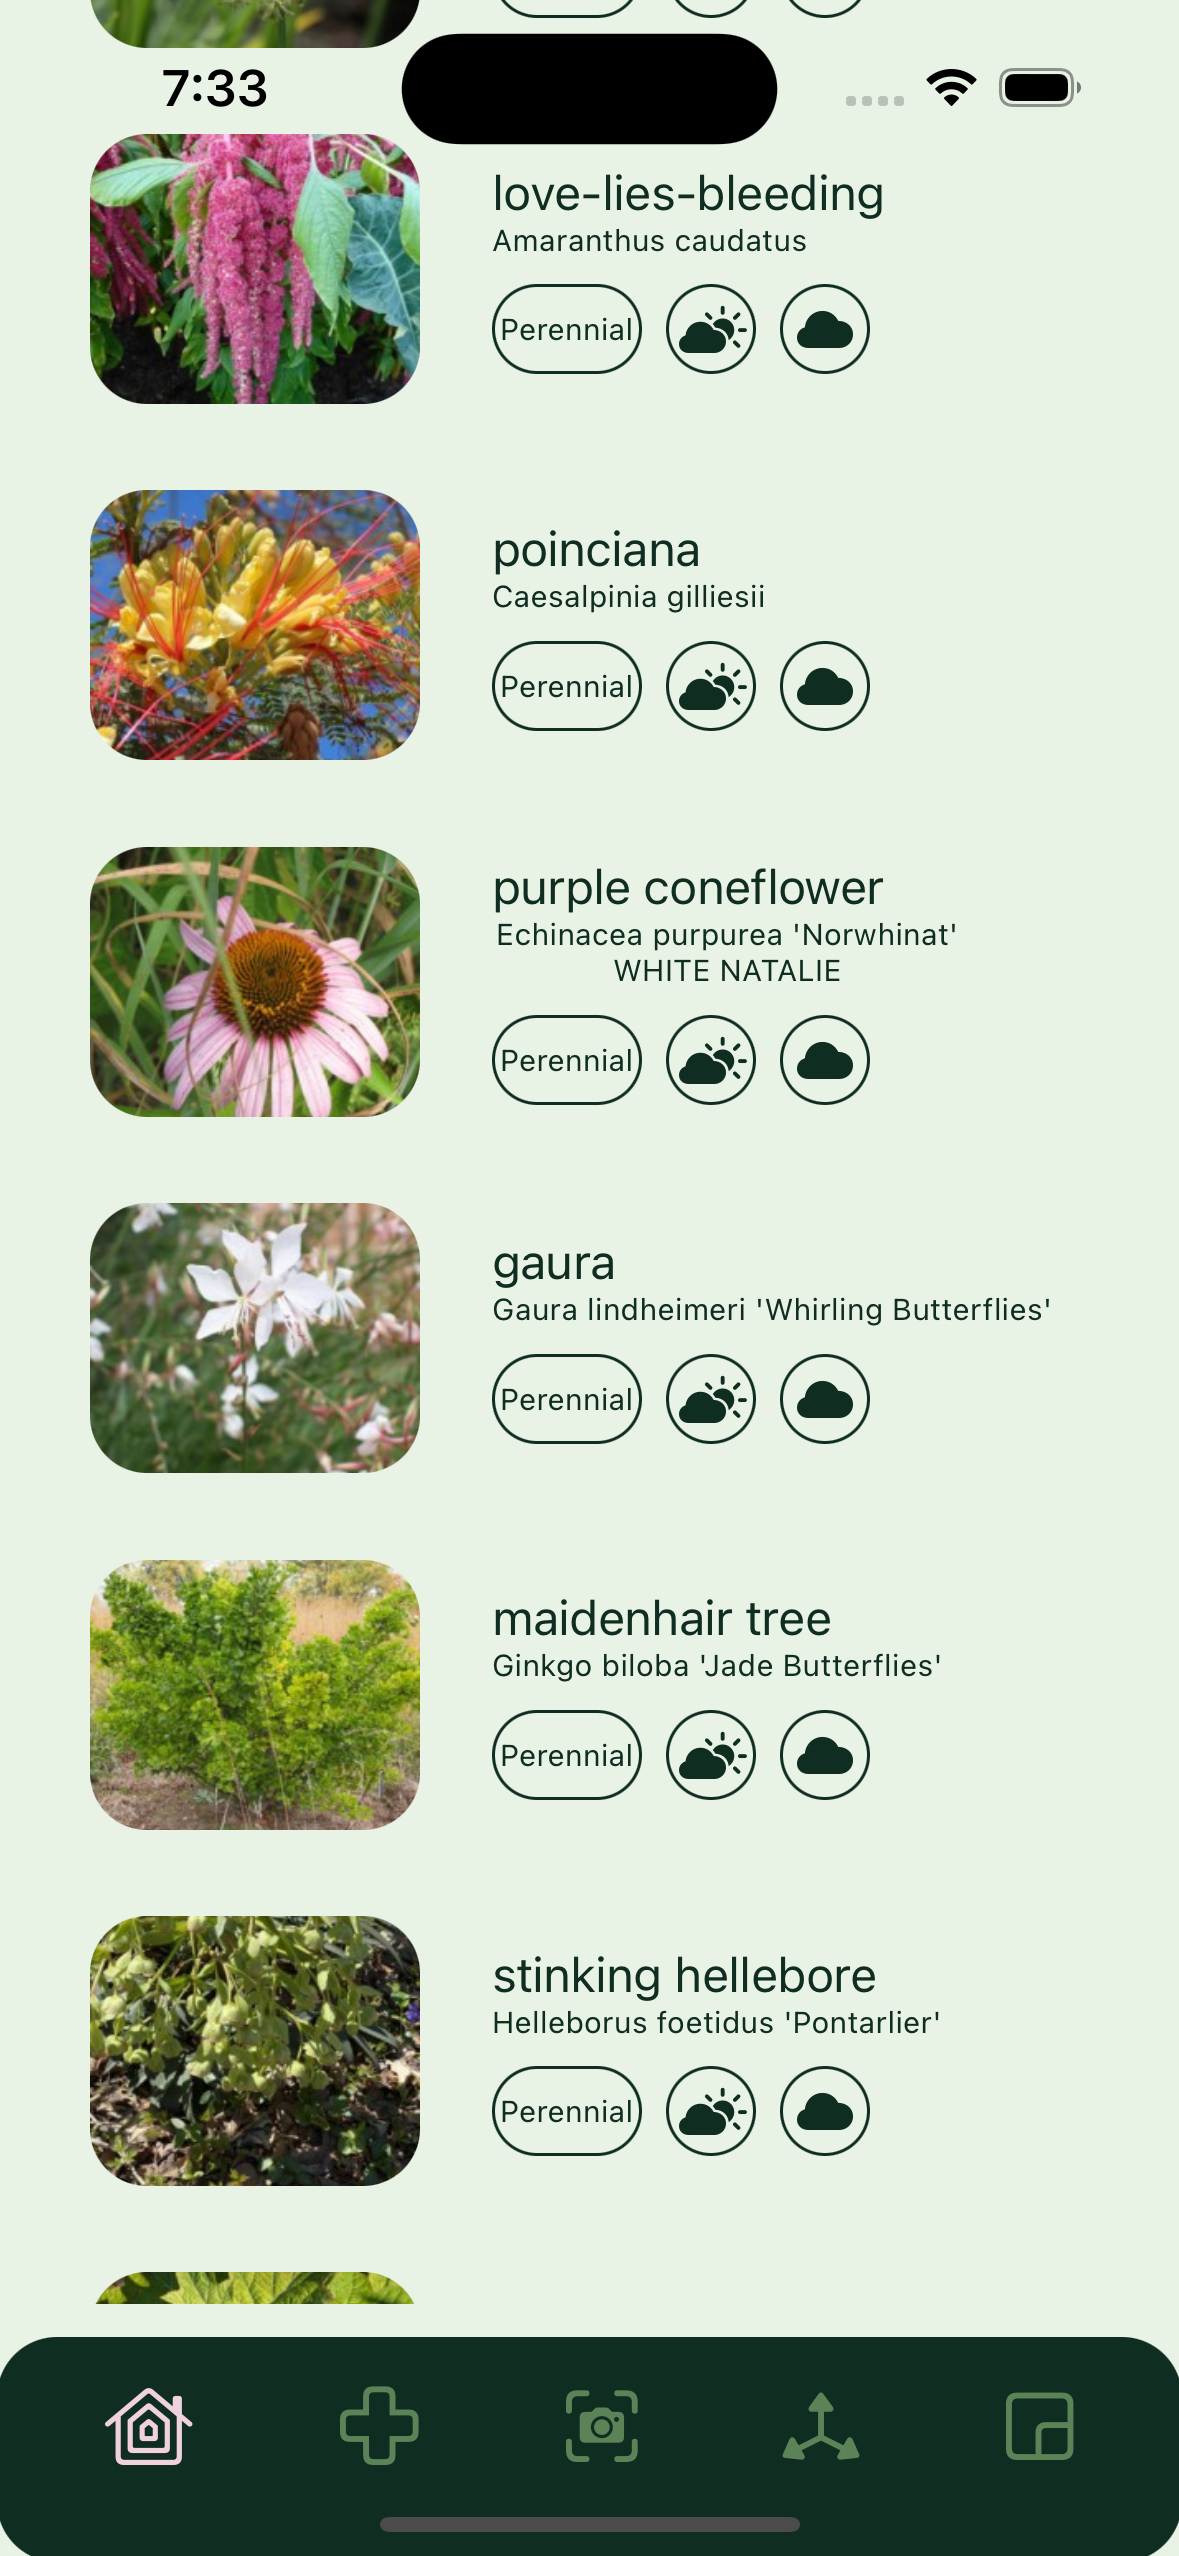 7:33
love-lies-bleeding
Amaranthus caudatus
Perennial
poinciana
Caesalpinia gilliesii
Perennial
purple coneflower
Echinacea purpurea 'Norwhinat'
WHITE NATALIE
Perennial
gaura
Gaura lindheimeri 'Whirling Butterflies'
Perennial
maidenhair tree
Ginkgo biloba 'Jade Butterflies'
Perennial
stinking hellebore
Helleborus foetidus 'Pontarlier'
Perennial